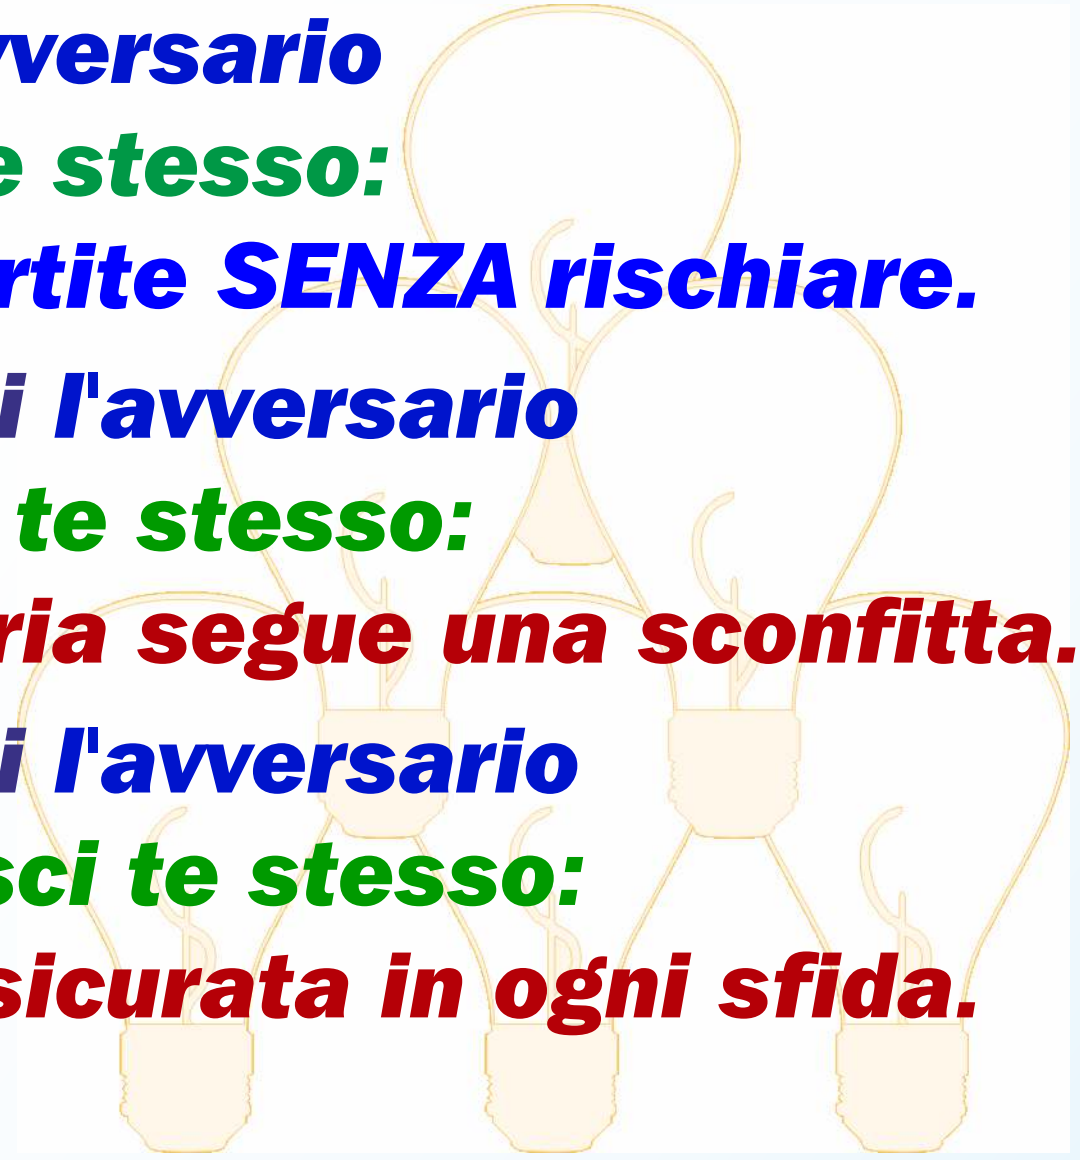 vversario
e stesso:
rtite SENZA rischiare.
i l'avversario
te stesso:
ria segue una sconfitta.
i l'avversario
sci te stesso:
sicurata in ogni sfida.